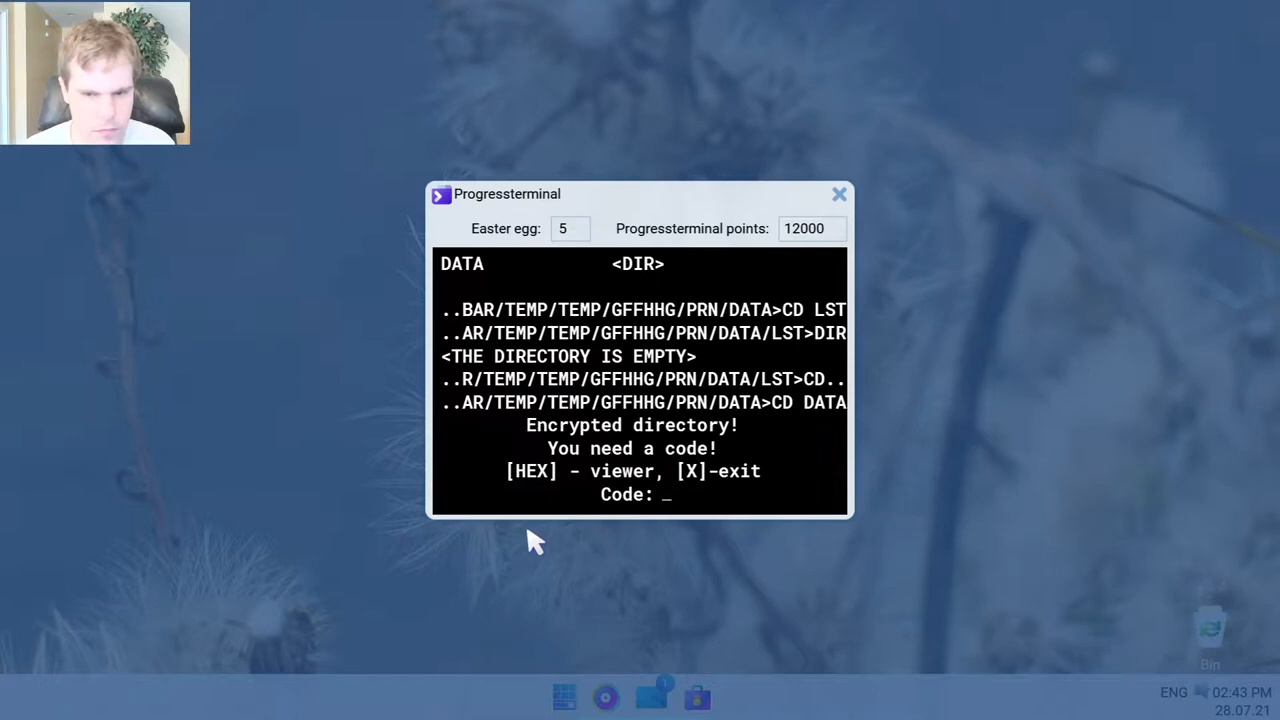 Progressterminal
Easter egg: 5 Progressterminal points: 12000
DATA <DIR>
..BAR/TEMP/TEMP/GFFHHG/PRN/DATA>CD LST
..AR/TEMP/TEMP/GFFHHG/PRN/DATA/LST>DIR
<THE DIRECTORY IS EMPTY>
..R/TEMP/TEMP/GFFHHG/PRN/DATA/LST>CD..
..AR/TEMP/TEMP/GFFHHG/PRN/DATA>CD DATA
Encrypted directory!
You need a code!
[HEX] - viewer, [X]-exit
Code: _
Bin
1
ENG 02:43 PM
28.07.21